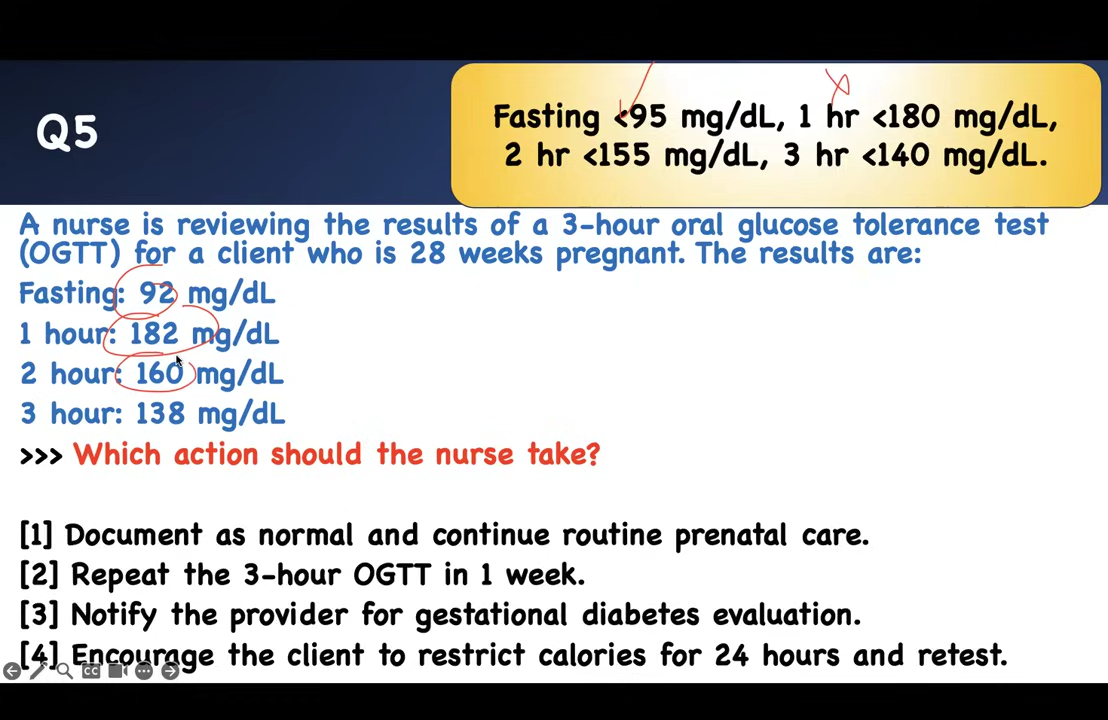 Q5
Fasting <95 mg/dL, 1 hr <180 mg/dL,
2 hr <155 mg/dL, 3 hr <140 mg/dL.
A nurse is reviewing the results of a 3-hour oral glucose tolerance test
(OGTT) for a client who is 28 weeks pregnant. The results are:
Fasting: 92 mg/dL
1 hour: 182 mg/dL
2 hour: 160 mg/dL
3 hour: 138 mg/dL
>>> Which action should the nurse take?
[1] Document as normal and continue routine prenatal care.
[2] Repeat the 3-hour OGTT in 1 week.
[3] Notify the provider for gestational diabetes evaluation.
[4] Encourage the client to restrict calories for 24 hours and retest.
CC